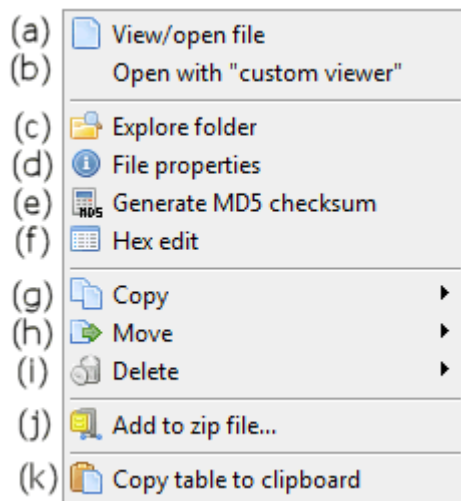 (a) View/open file
(b) Open with "custom viewer"
(c) Explore folder
(d) File properties
(e) MD5 Generate MD5 checksum
(f) Hex edit
(g) Copy
(h) Move
(i) Delete
(j) Add to zip file...
(k) Copy table to clipboard